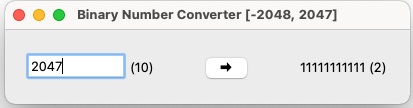 Binary Number Converter [-2048, 2047]
2047 (10) ➡ 11111111111 (2)